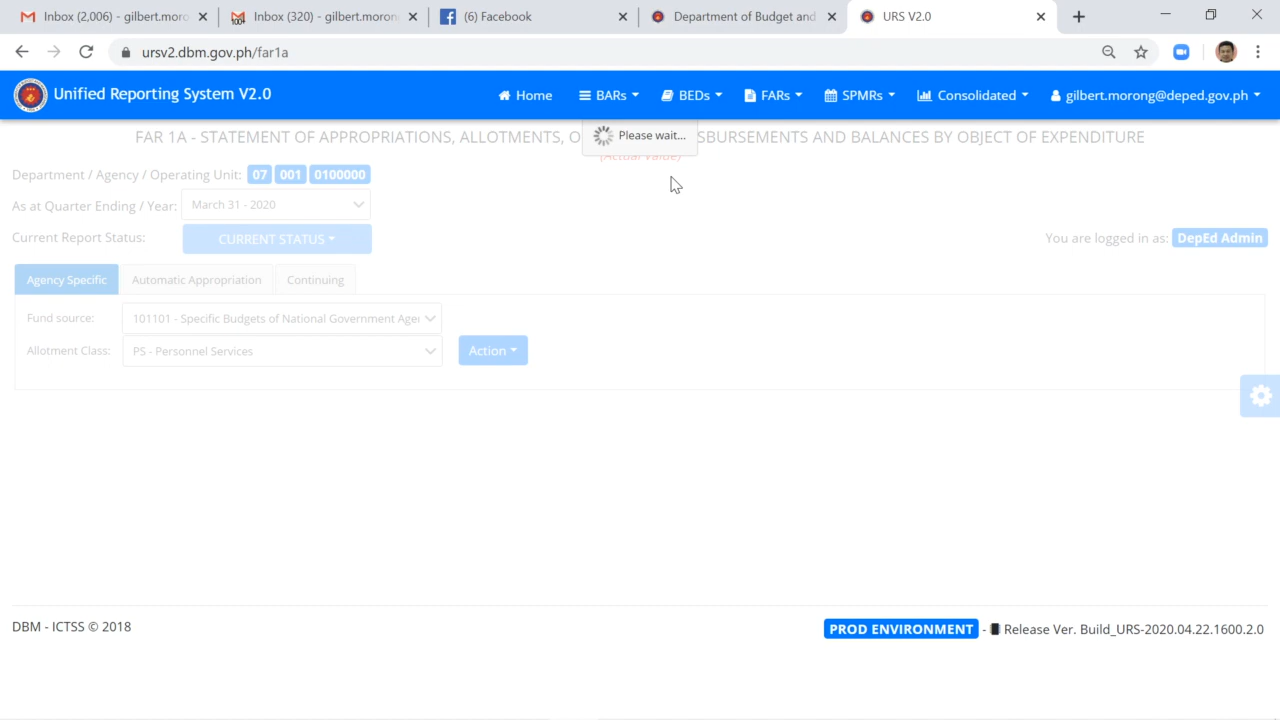 Inbox (2,006) - gilbert.moro
100+
Inbox (320) - gilbert.moron
(6) Facebook
Department of Budget and
URS V2.0
ursv2.dbm.gov.ph/far1a
Unified Reporting System V2.0
Home
BARs
BEDs
FARs
SPMRs
Consolidated
gilbert.morong@deped.gov.ph
FAR 1A - STATEMENT OF APPROPRIATIONS, ALLOTMENTS, O
SBURSEMENTS AND BALANCES BY OBJECT OF EXPENDITURE
Please wait...
(Actual Value)
Department / Agency / Operating Unit: 07 001 0100000
As at Quarter Ending / Year: March 31 - 2020
Current Report Status: CURRENT STATUS
You are logged in as: DepEd Admin
Agency Specific
Automatic Appropriation
Continuing
Fund source: 101101 - Specific Budgets of National Government Age
Allotment Class: PS - Personnel Services
Action
DBM - ICTSS © 2018
PROD ENVIRONMENT - Release Ver. Build_URS-2020.04.22.1600.2.0